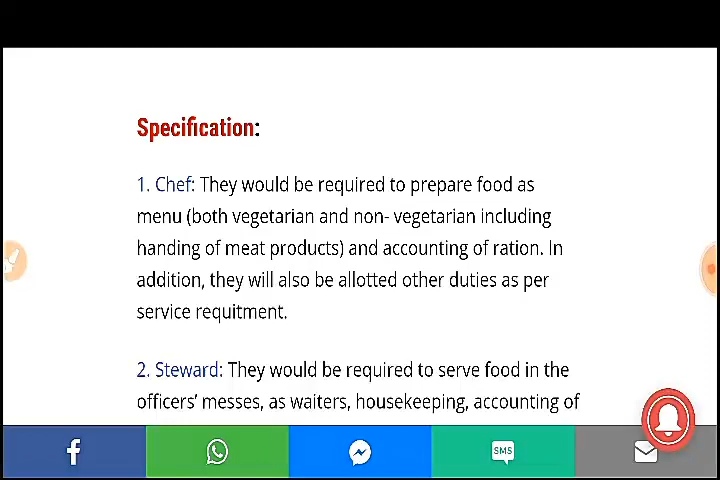 Specification:
1. Chef: They would be required to prepare food as
menu (both vegetarian and non- vegetarian including
handing of meat products) and accounting of ration. In
addition, they will also be allotted other duties as per
service requitment.
2. Steward: They would be required to serve food in the
officers’ messes, as waiters, housekeeping, accounting of
SMS